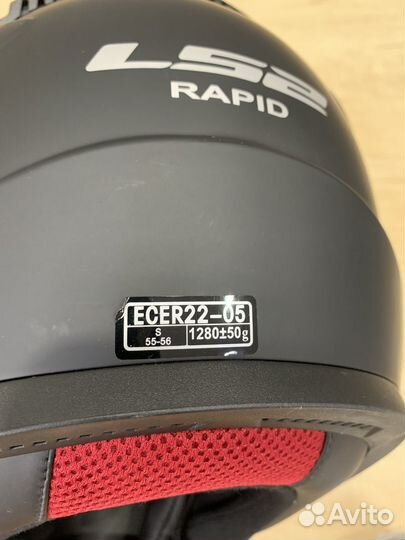 LS2
RAPID
ECER22-05
S
55-56
1280±50g
Avito